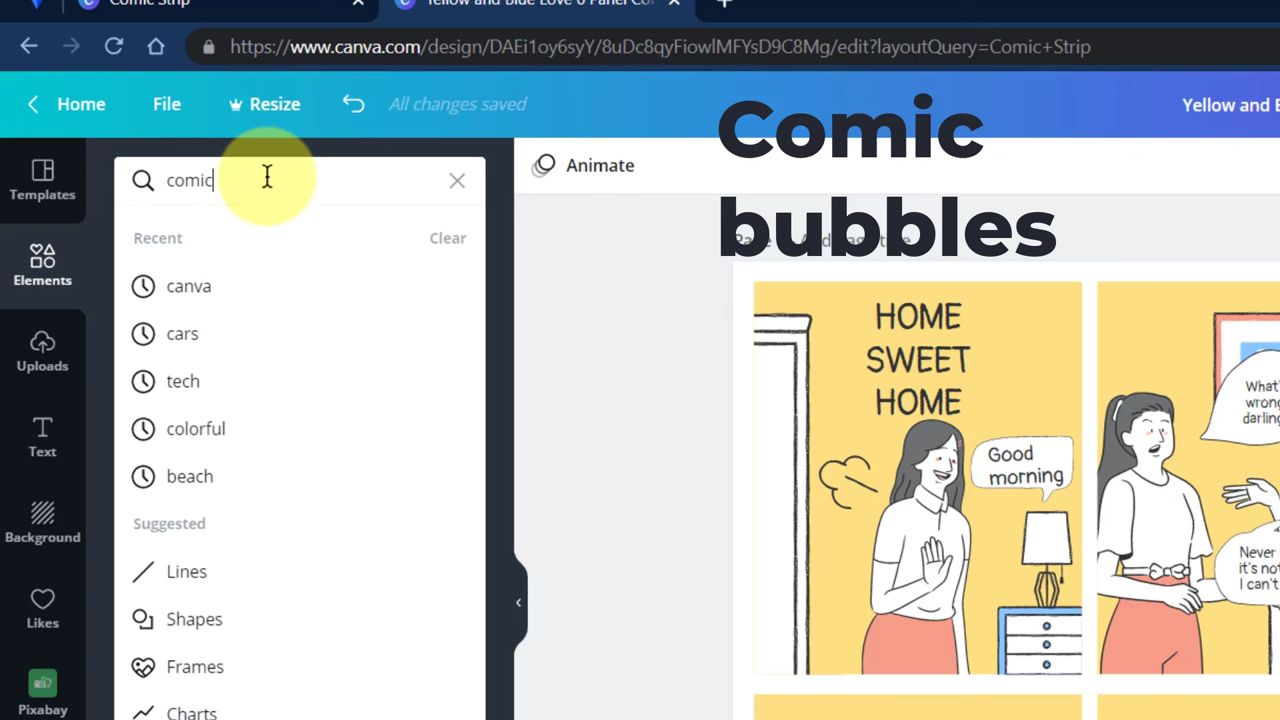 Comic Strip
Yellow and Blue Love 6 Panel Co
https://www.canva.com/design/DAEi1oy6syY/8uDc8qyFiowlMFYsD9C8Mg/edit?layoutQuery=Comic+Strip
Home
File
Resize
All changes saved
Yellow and B
Comic
bubbles
Templates
Elements
Uploads
Text
Background
Likes
Pixabay
comic
Recent
Clear
canva
cars
tech
colorful
beach
Suggested
Lines
Shapes
Frames
Charts
Animate
HOME
SWEET
HOME
Good
morning
What'
wrong
darling
Never
it's not
I can't